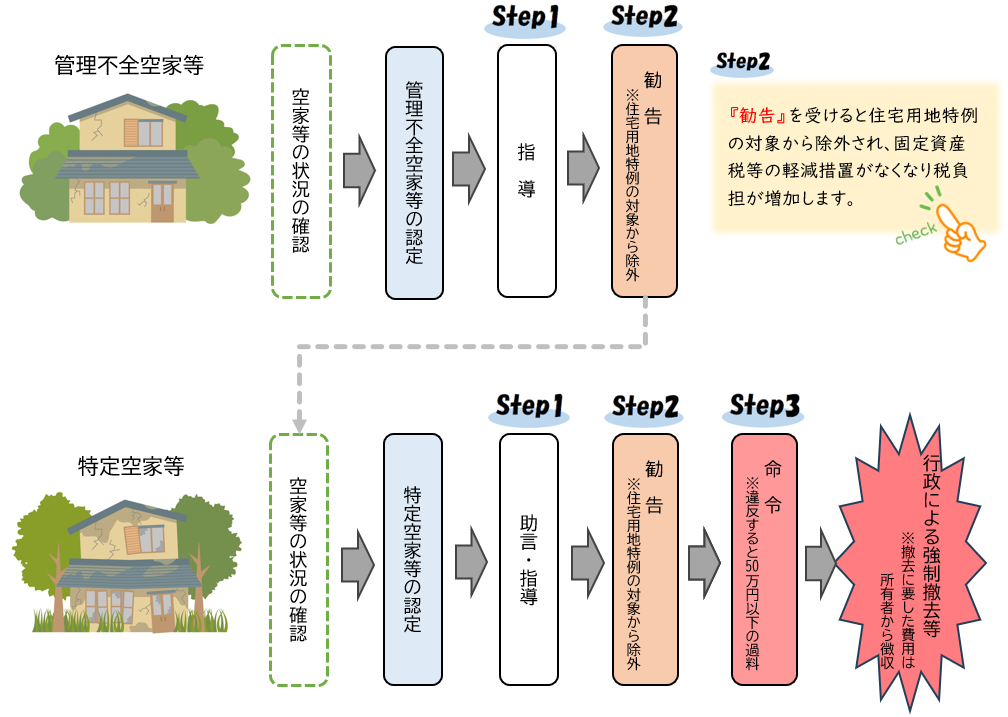 管理不全空家等
空家等の状況の確認
管理不全空家等の認定
Step1
指 導
Step2
勧 告
※住宅用地特例の対象から除外
Step2
『勧告』を受けると住宅用地特例
の対象から除外され、固定資産
税等の軽減措置がなくなり税負
担が増加します。
check
特定空家等
空家等の状況の確認
特定空家等の認定
Step1
助言・指導
Step2
勧 告
※住宅用地特例の対象から除外
Step3
命 令
※違反すると50万円以下の過料
行政による強制撤去等
※撤去に要した費用は
所有者から徴収